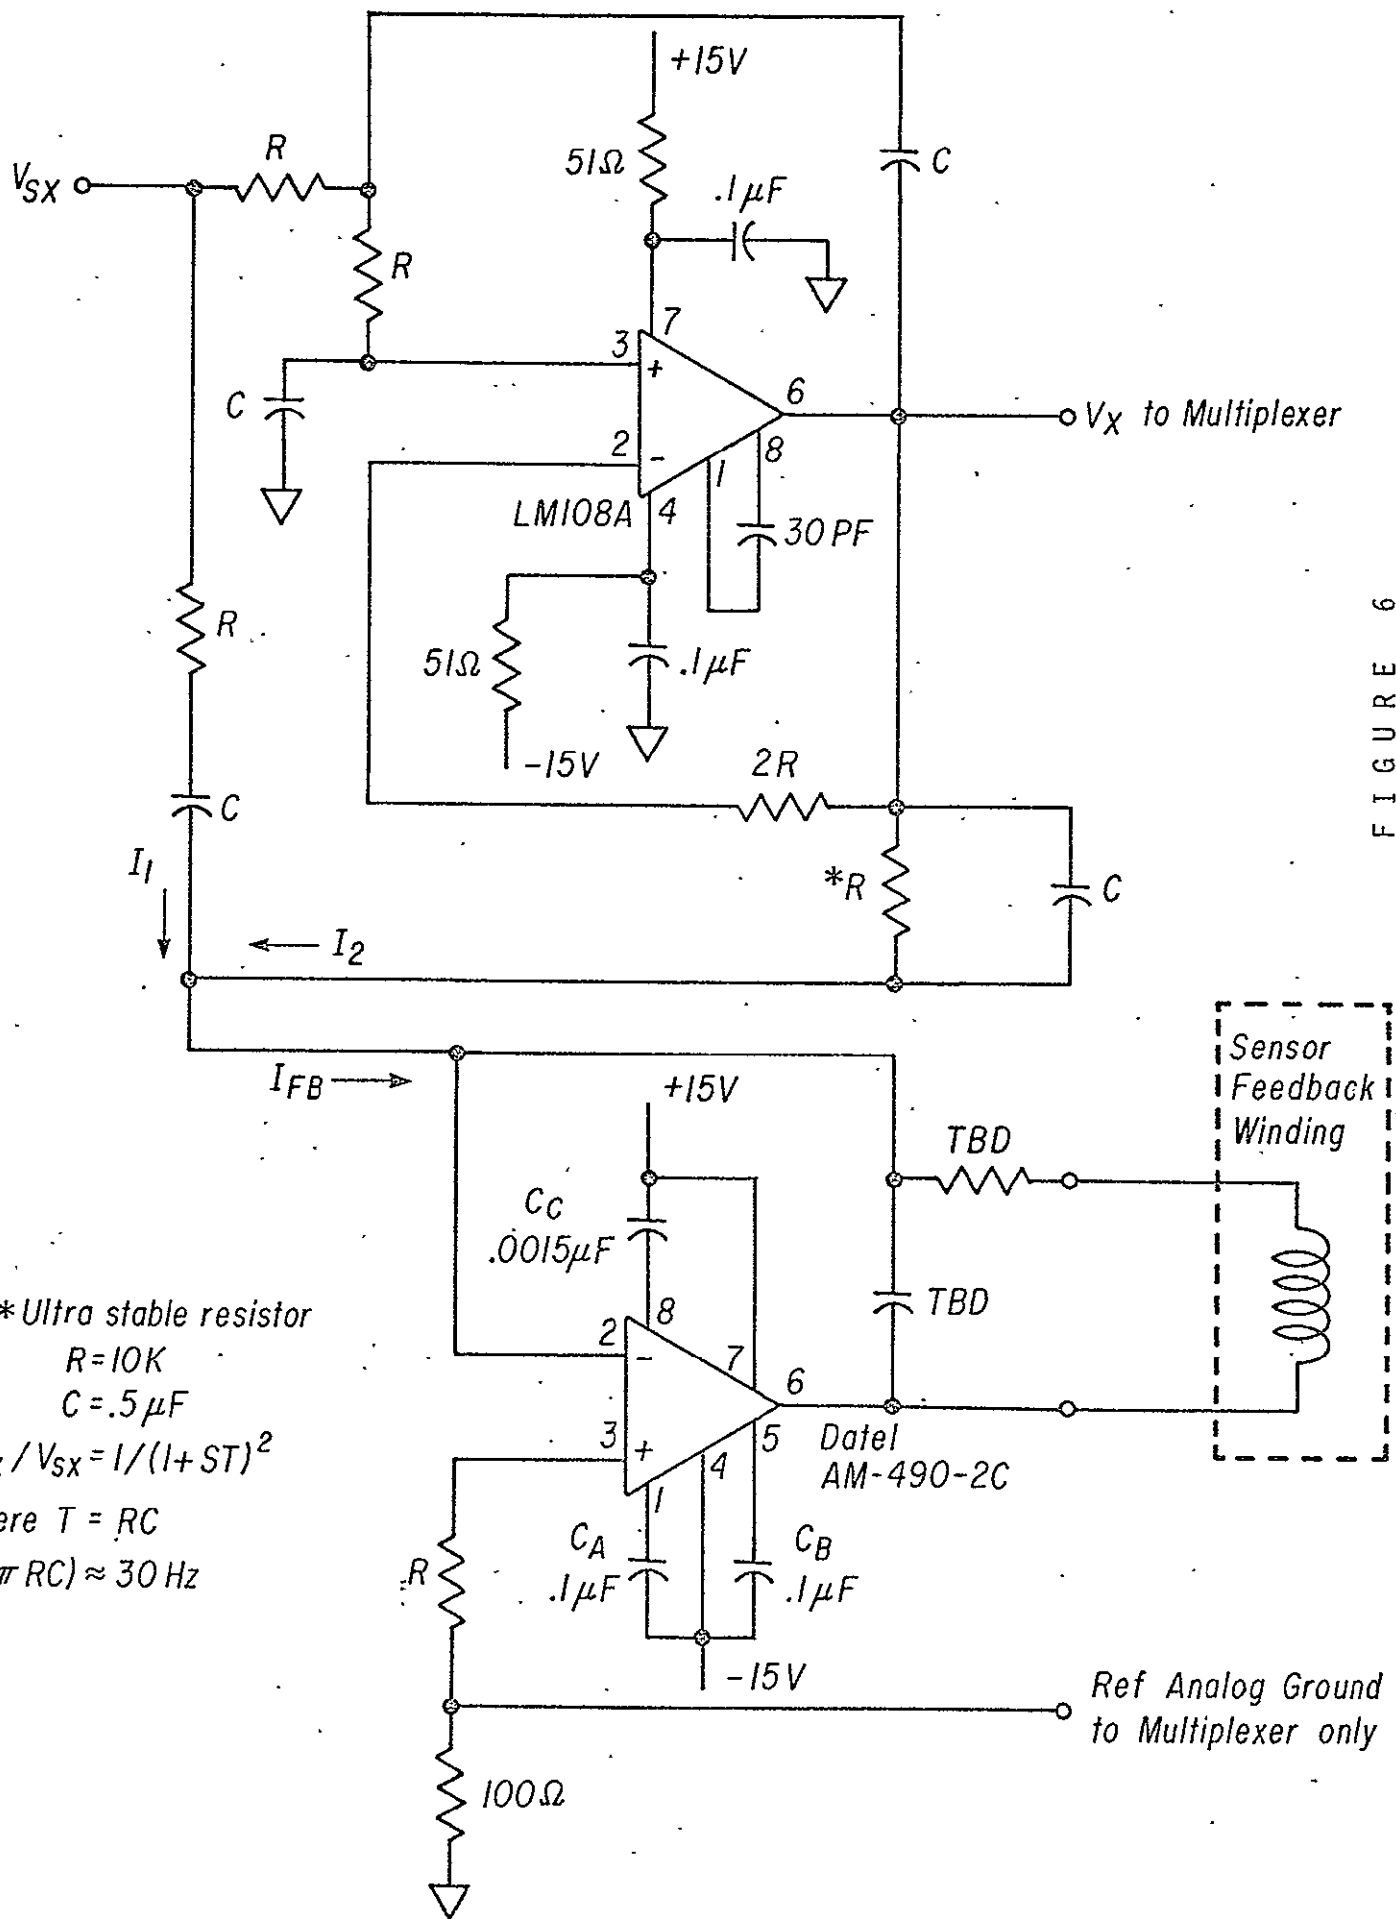 +15V
R
51Ω
C
V_SX
.1μF
R
7
3
+
6
V_X to Multiplexer
C
2
-
8
1
LM108A
4
30PF
R
51Ω
.1μF
-15V
2R
C
I_1
*R
C
I_2
I_FB
+15V
Sensor
Feedback
Winding
TBD
C_C
.0015μF
TBD
*Ultra stable resistor
R=10K
C=.5μF
/V_SX=1/(1+ST)^2
ere T = RC
π RC)≈30 Hz
8
2
-
7
6
3
+
5
4
1
Datel
AM-490-2C
R
C_A
.1μF
C_B
.1μF
-15V
Ref Analog Ground
to Multiplexer only
100Ω
FIGURE 6